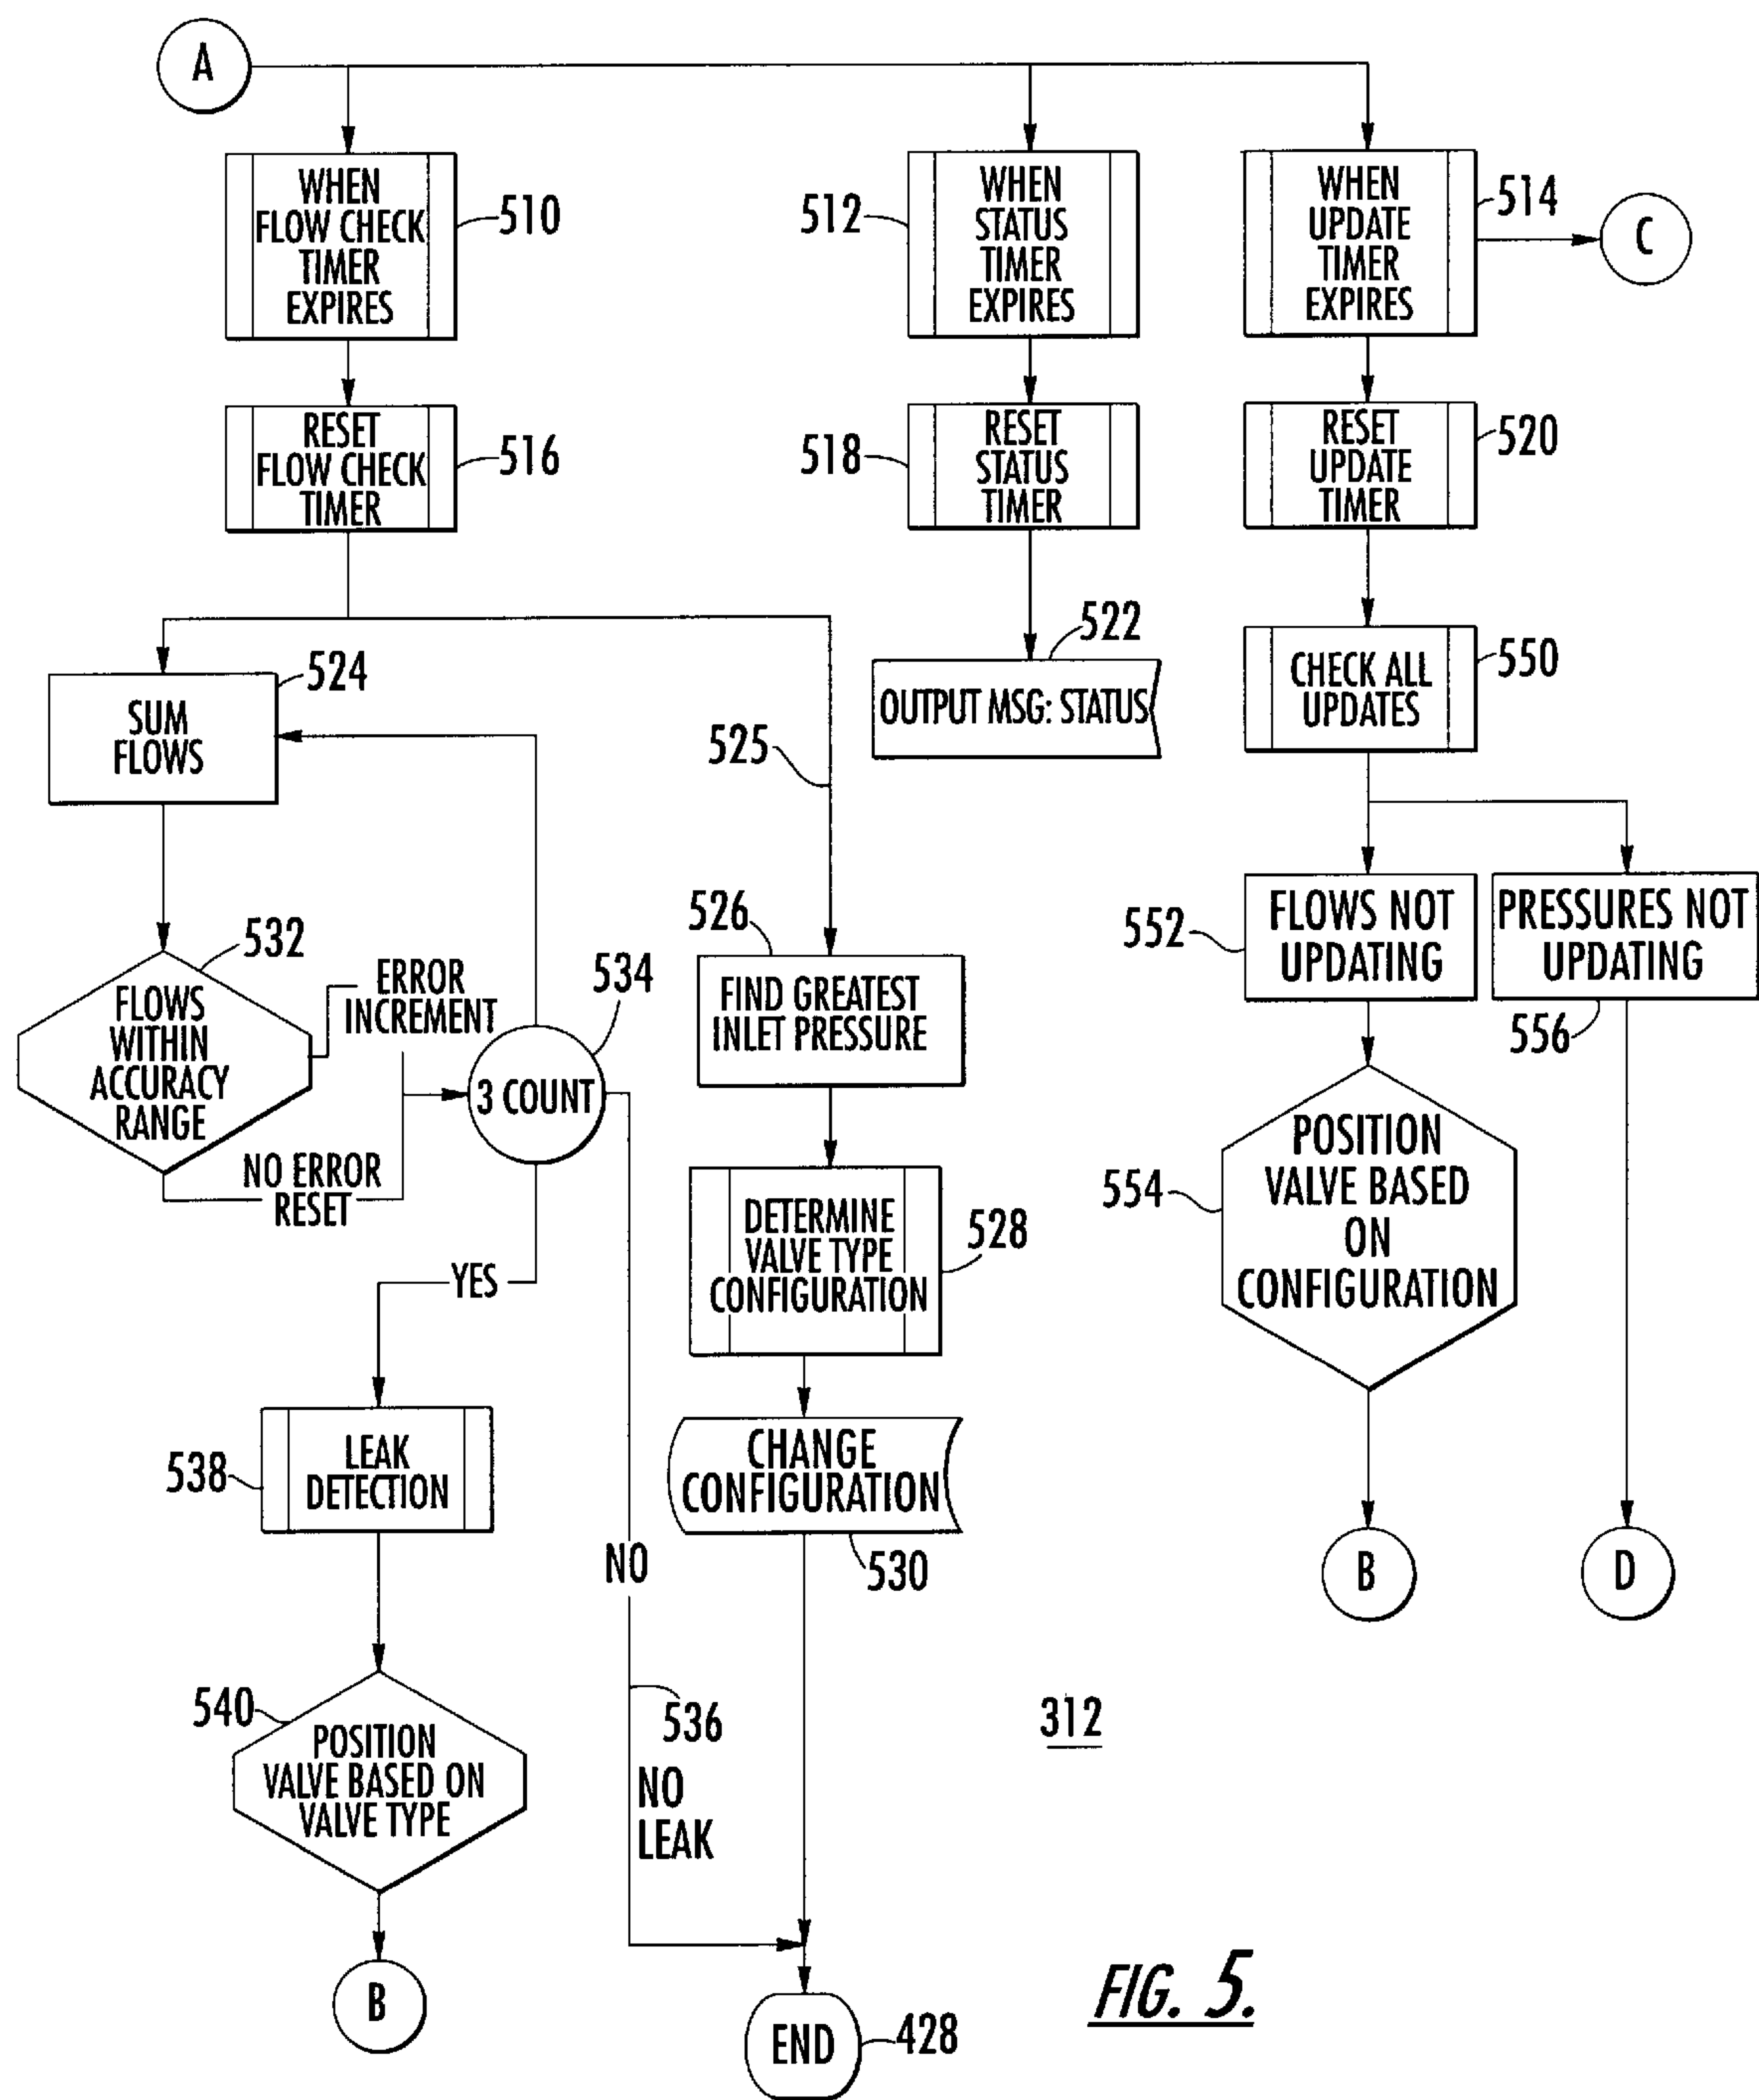 A
WHEN
FLOW CHECK
TIMER
EXPIRES
510
512
WHEN
STATUS
TIMER
EXPIRES
WHEN
UPDATE
TIMER
EXPIRES
514
C
RESET
FLOW CHECK
TIMER
516
518
RESET
STATUS
TIMER
RESET
UPDATE
TIMER
520
522
OUTPUT MSG: STATUS
CHECK ALL
UPDATES
550
524
SUM
FLOWS
525
532
FLOWS
WITHIN
ACCURACY
RANGE
ERROR
INCREMENT
NO ERROR
RESET
534
3 COUNT
526
FIND GREATEST
INLET PRESSURE
552
FLOWS NOT
UPDATING
PRESSURES NOT
UPDATING
556
554
POSITION
VALVE BASED
ON
CONFIGURATION
DETERMINE
VALVE TYPE
CONFIGURATION
528
YES
538
LEAK
DETECTION
CHANGE
CONFIGURATION
530
NO
B
D
540
POSITION
VALVE BASED ON
VALVE TYPE
536
NO
LEAK
312
B
END
428
FIG. 5.